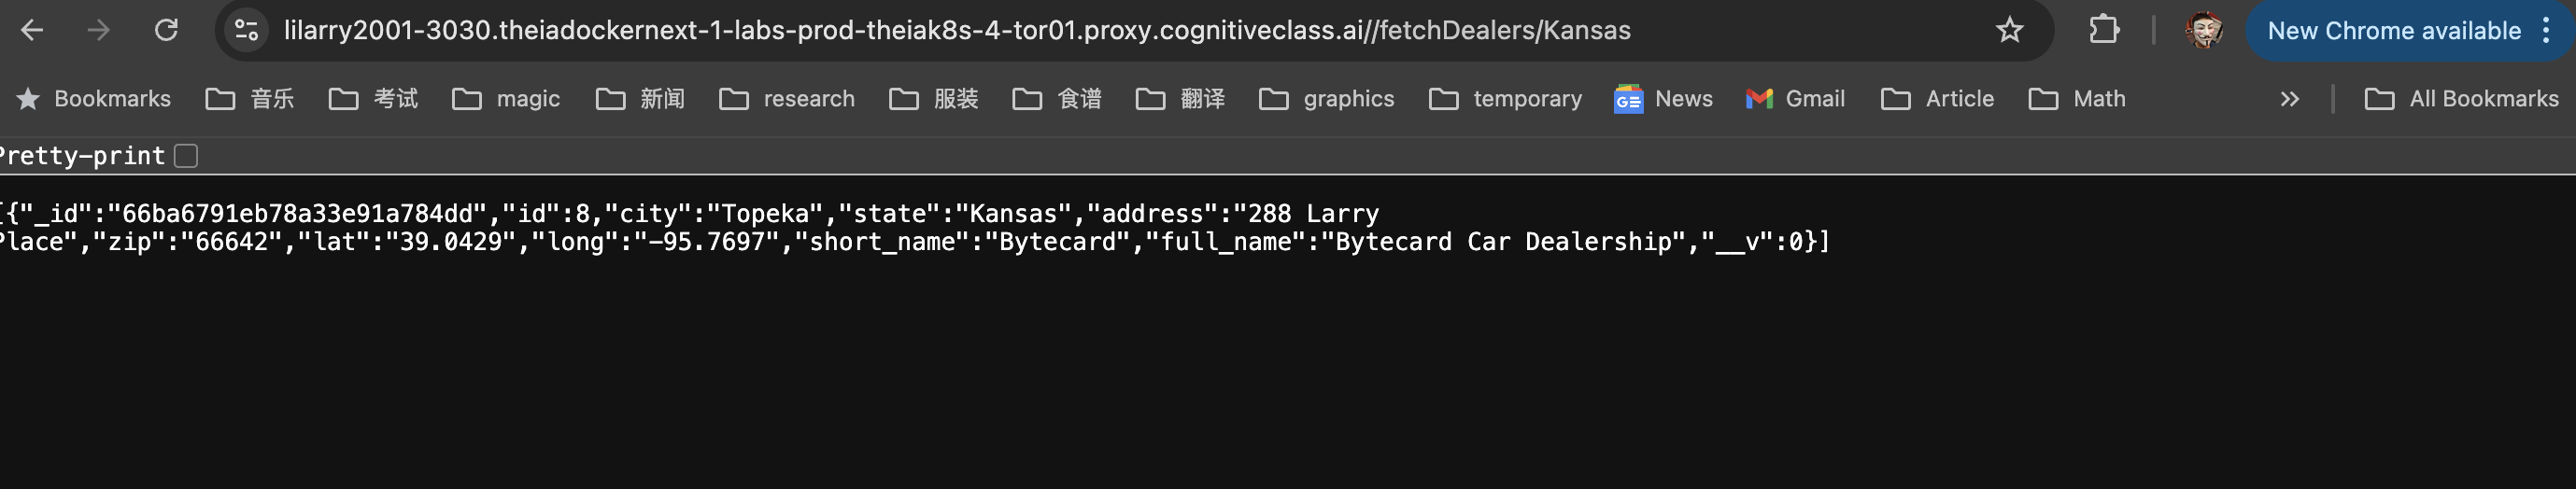 lilarry2001-3030.theiadockernext-1-labs-prod-theiak8s-4-tor01.proxy.cognitiveclass.ai//fetchDealers/Kansas New Chrome available
Bookmarks 音乐 考试 magic 新闻 research 服装 食谱 翻译 graphics temporary News Gmail Article Math >> All Bookmarks
Pretty-print
[{"_id":"66ba6791eb78a33e91a784dd","id":8,"city":"Topeka","state":"Kansas","address":"288 Larry
Place","zip":"66642","lat":"39.0429","long":"-95.7697","short_name":"Bytecard","full_name":"Bytecard Car Dealership","__v":0}]